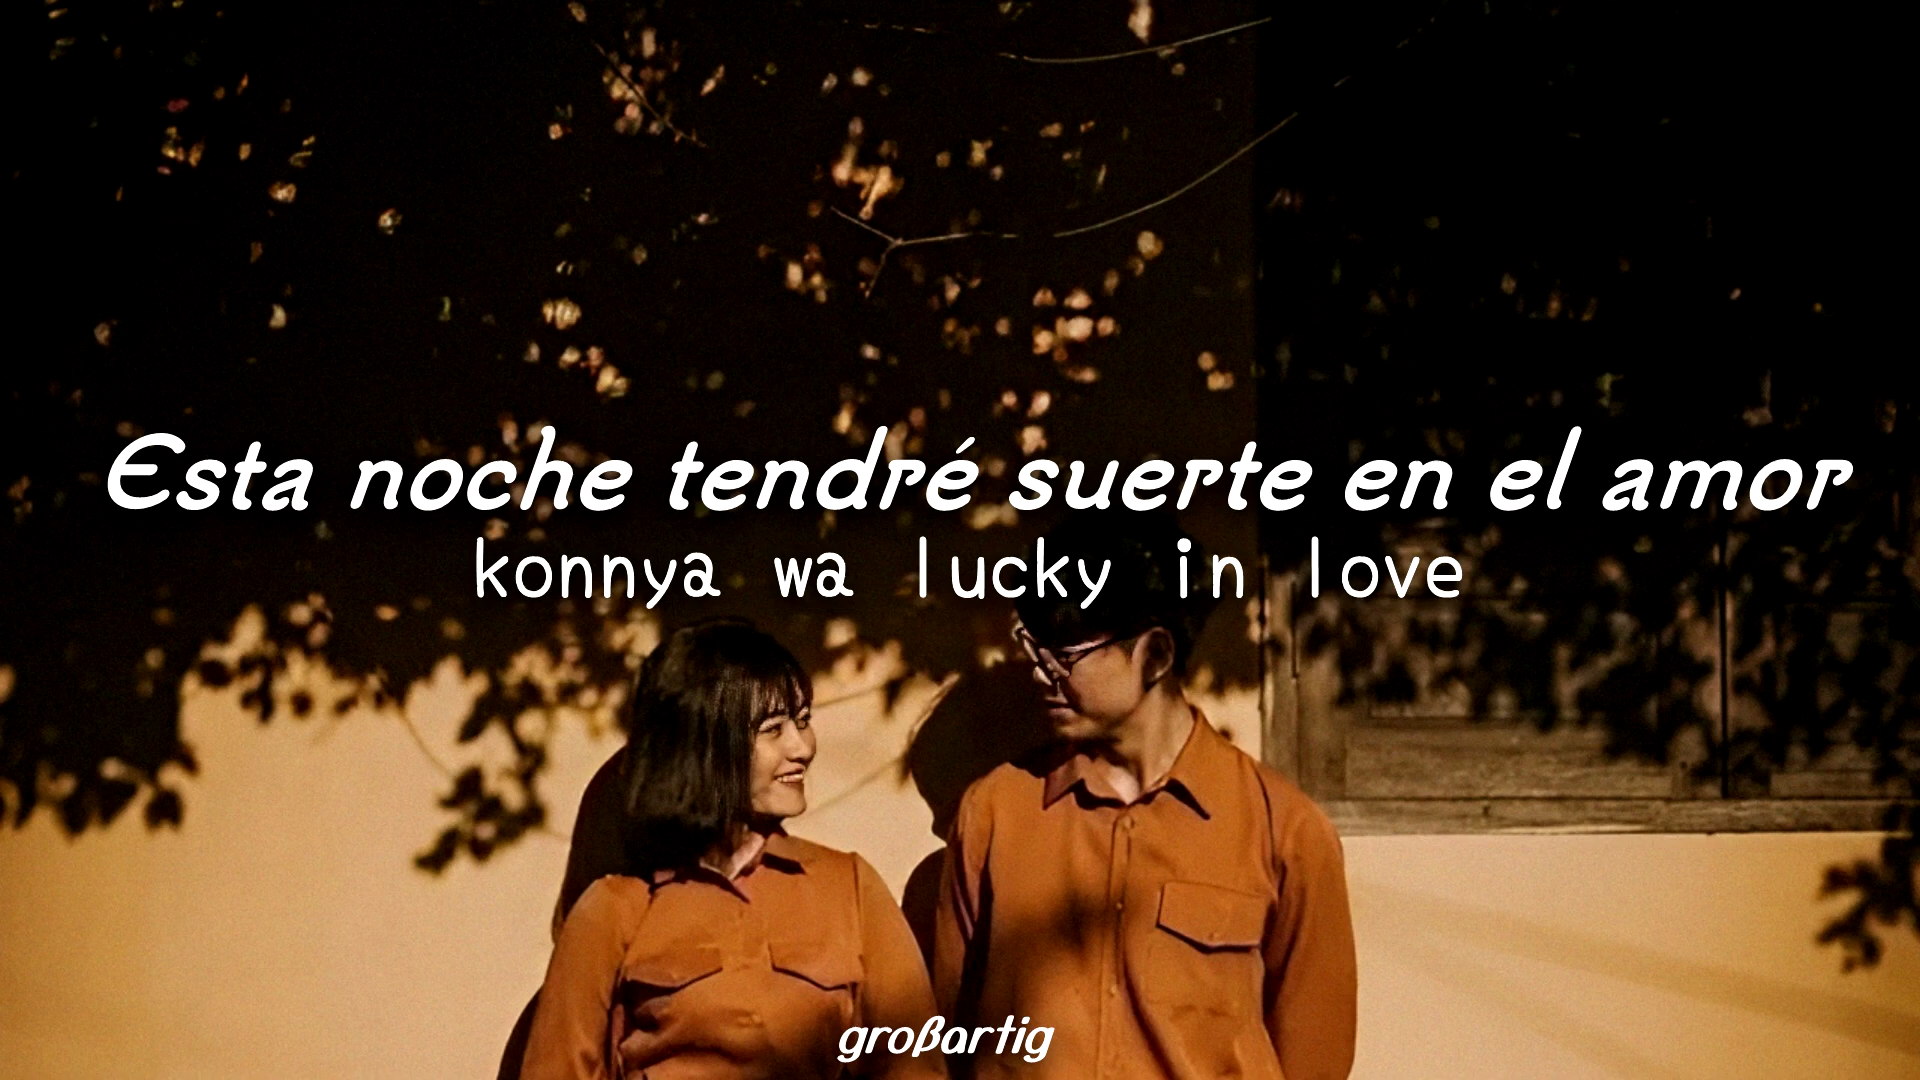 Esta noche tendré suerte en el amor
konnya wa lucky in love
großartig